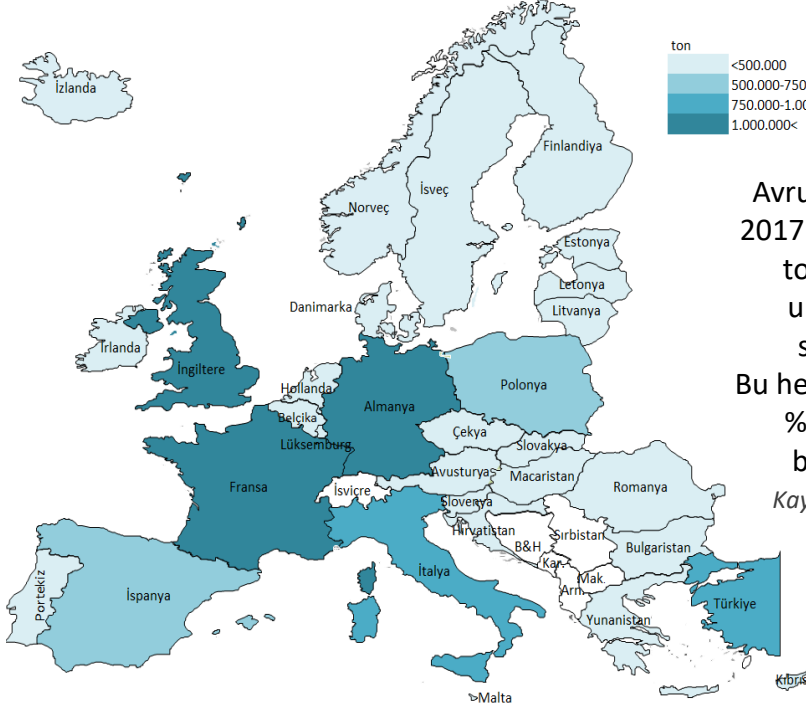 ton
<500.000
500.000-750
750.000-1.00
1.000.000<
İzlanda
Finlandiya
İsveç
Norveç
Estonya
Letonya
Litvanya
Danimarka
İrlanda
İngiltere
Hollanda
Belçika
Almanya
Polonya
Lüksemburg
Çekya
Slovakya
Fransa
İsviçre
Avusturyas
Macaristan
Romanya
Slovenya
Hırvatistan
B&H
Sırbistan
Bulgaristan
Kar.
Mak.
Arn.
İtalya
İspanya
Portekiz
Yunanistan
Türkiye
Kıbrıs
Malta
Avru
2017
to
u
s
Bu he
%
b
Kay